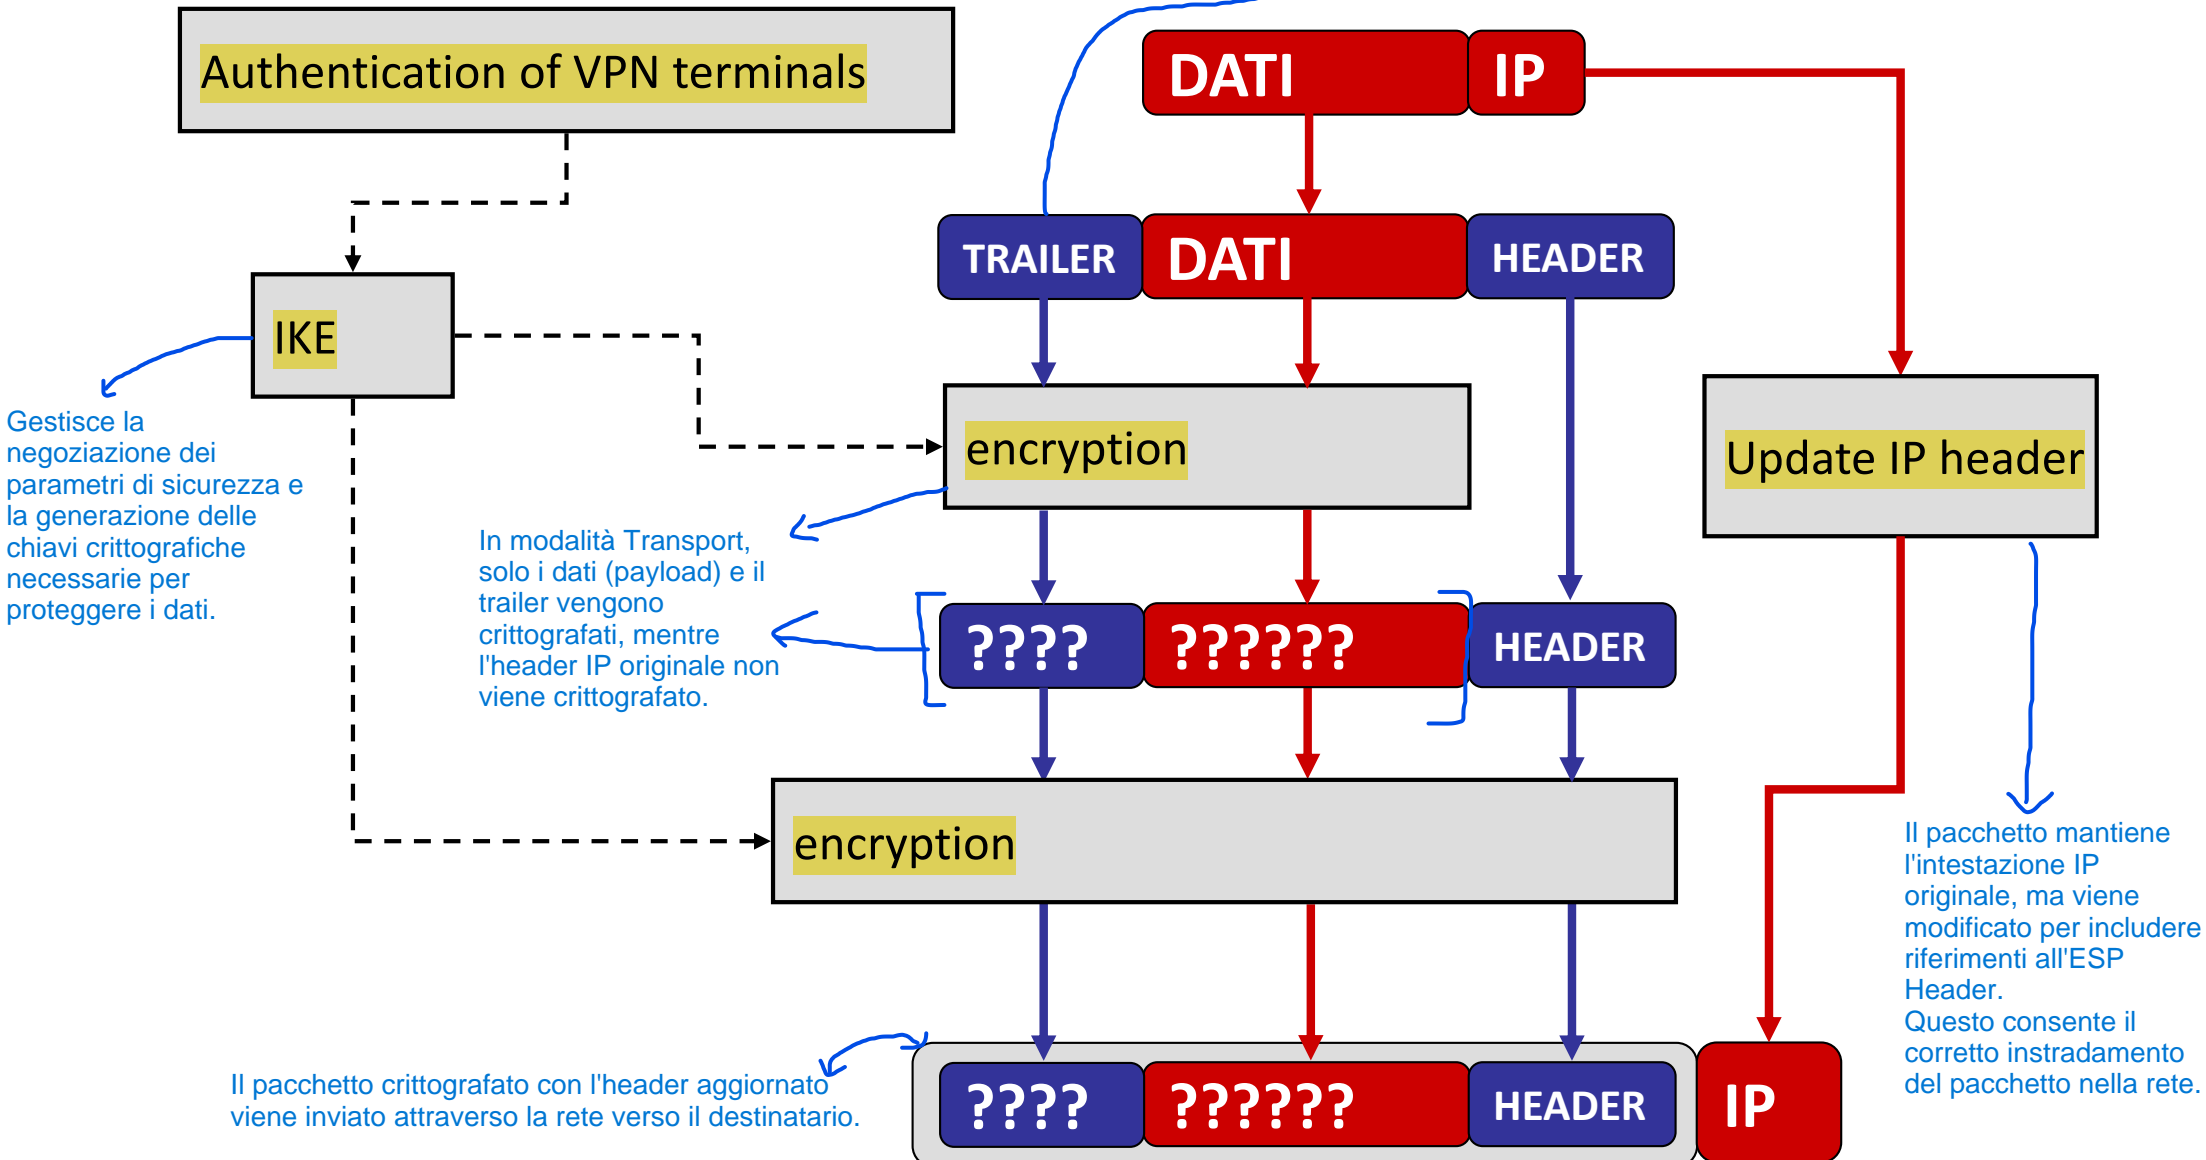 Authentication of VPN terminals
DATI
IP
TRAILER
DATI
HEADER
IKE
Gestisce la
negoziazione dei
parametri di sicurezza e
la generazione delle
chiavi crittografiche
necessarie per
proteggere i dati.
encryption
Update IP header
In modalità Transport,
solo i dati (payload) e il
trailer vengono
crittografati, mentre
l'header IP originale non
viene crittografato.
????
??????
HEADER
encryption
Il pacchetto mantiene
l'intestazione IP
originale, ma viene
modificato per includere
riferimenti all'ESP
Header.
Questo consente il
corretto instradamento
del pacchetto nella rete.
Il pacchetto crittografato con l'header aggiornato
viene inviato attraverso la rete verso il destinatario.
????
??????
HEADER
IP